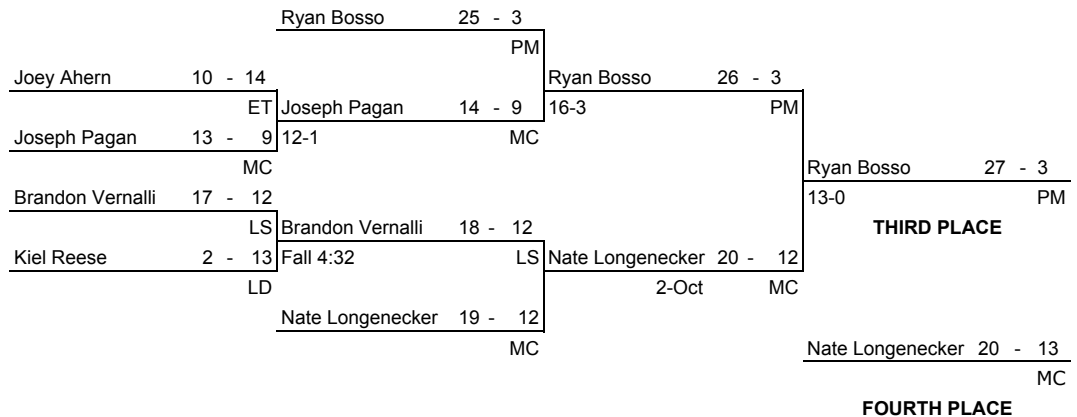 Ryan Bosso 25 - 3
PM
Joey Ahern 10 - 14 Ryan Bosso 26 - 3
ET Joseph Pagan 14 - 9 16-3 PM
Joseph Pagan 13 - 9 12-1 MC
MC Ryan Bosso 27 - 3
Brandon Vernalli 17 - 12 13-0 PM
LS Brandon Vernalli 18 - 12 THIRD PLACE
Kiel Reese 2 - 13 Fall 4:32 LS Nate Longenecker 20 - 12
LD 2-Oct MC
Nate Longenecker 19 - 12
MC Nate Longenecker 20 - 13
MC
FOURTH PLACE